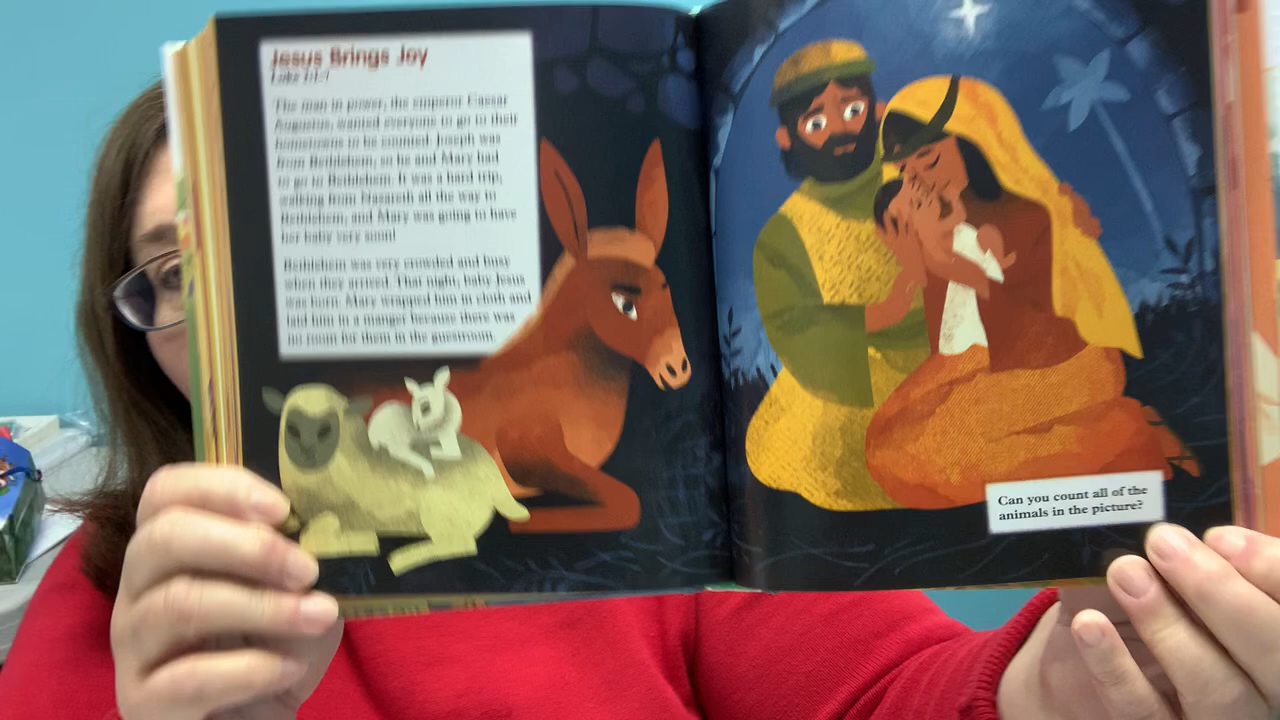 Jesus Brings Joy
Luke 2:1-7
The man in power, the emperor Caesar
Augustus, wanted everyone to go to their
hometown to be counted. Joseph was
from Bethlehem, so he and Mary had
to go to Bethlehem. It was a hard trip,
walking from Nazareth all the way to
Bethlehem, and Mary was going to have
her baby very soon!
Bethlehem was very crowded and busy
when they arrived. That night, baby Jesus
was born. Mary wrapped him in cloth and
laid him in a manger because there was
no room for them in the guestroom.
Can you count all of the
animals in the picture?